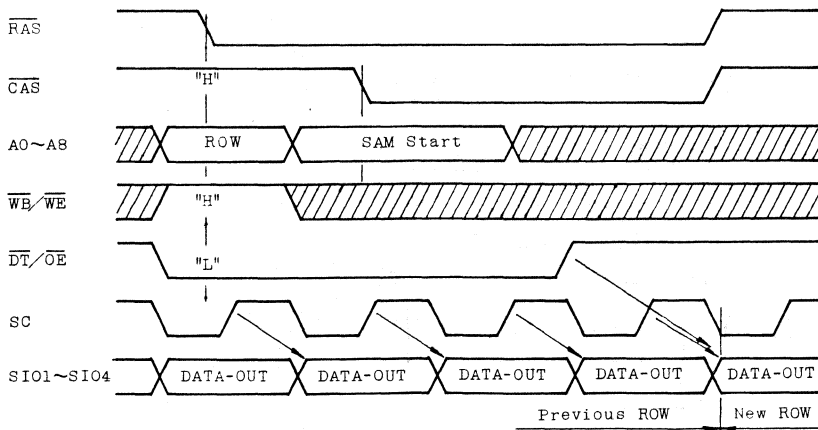 RAS
"H"
CAS
A0~A8 ROW SAM Start
WB/WE "H"
DT/OE "L"
SC
SIO1~SIO4 DATA-OUT DATA-OUT DATA-OUT DATA-OUT DATA-OUT
Previous ROW New ROW